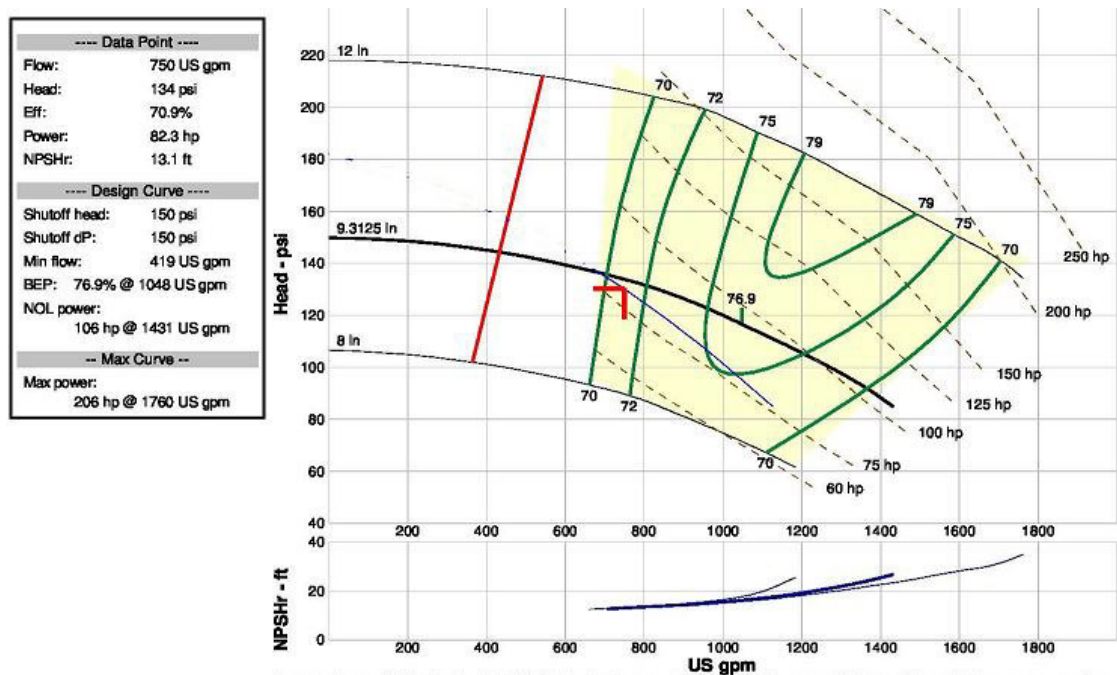 ---- Data Point ----
Flow: 750 US gpm
Head: 134 psi
Eff: 70.9%
Power: 82.3 hp
NPSHr: 13.1 ft
---- Design Curve ----
Shutoff head: 150 psi
Shutoff dP: 150 psi
Min flow: 419 US gpm
BEP: 76.9% @ 1048 US gpm
NOL power:
106 hp @ 1431 US gpm
-- Max Curve --
Max power:
206 hp @ 1760 US gpm
Head - psi
220
200
180
160
140
120
100
80
60
40
12 in
9.3125 in
8 in
70
72
75
79
79
75
70
76.9
70
72
70
250 hp
200 hp
150 hp
125 hp
100 hp
75 hp
60 hp
200 400 600 800 1000 1200 1400 1600 1800
NPSHr - ft
40
20
0
200 400 600 800 1000 1200 1400 1600 1800
US gpm